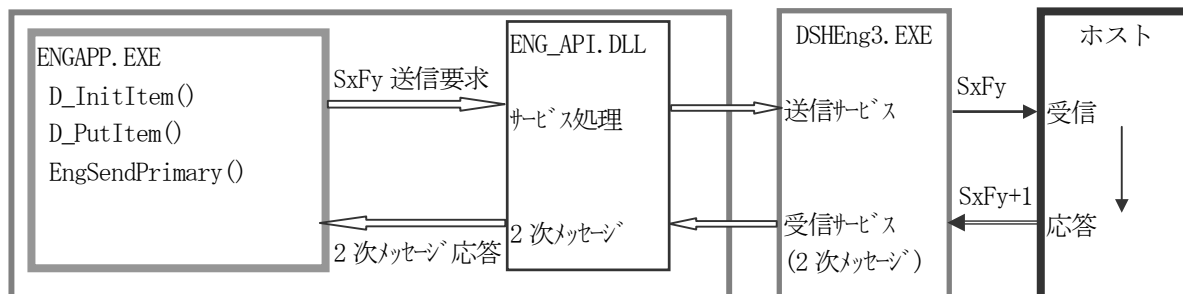 ENGAPP.EXE
D_InitItem()
D_PutItem()
EngSendPrimary()
SxFy 送信要求
2 次メッセージ応答
ENG_API.DLL
サービス処理
2 次メッセージ
DSHEng3.EXE
送信サービス
受信サービス
(2 次メッセージ)
SxFy
SxFy+1
ホスト
受信
応答